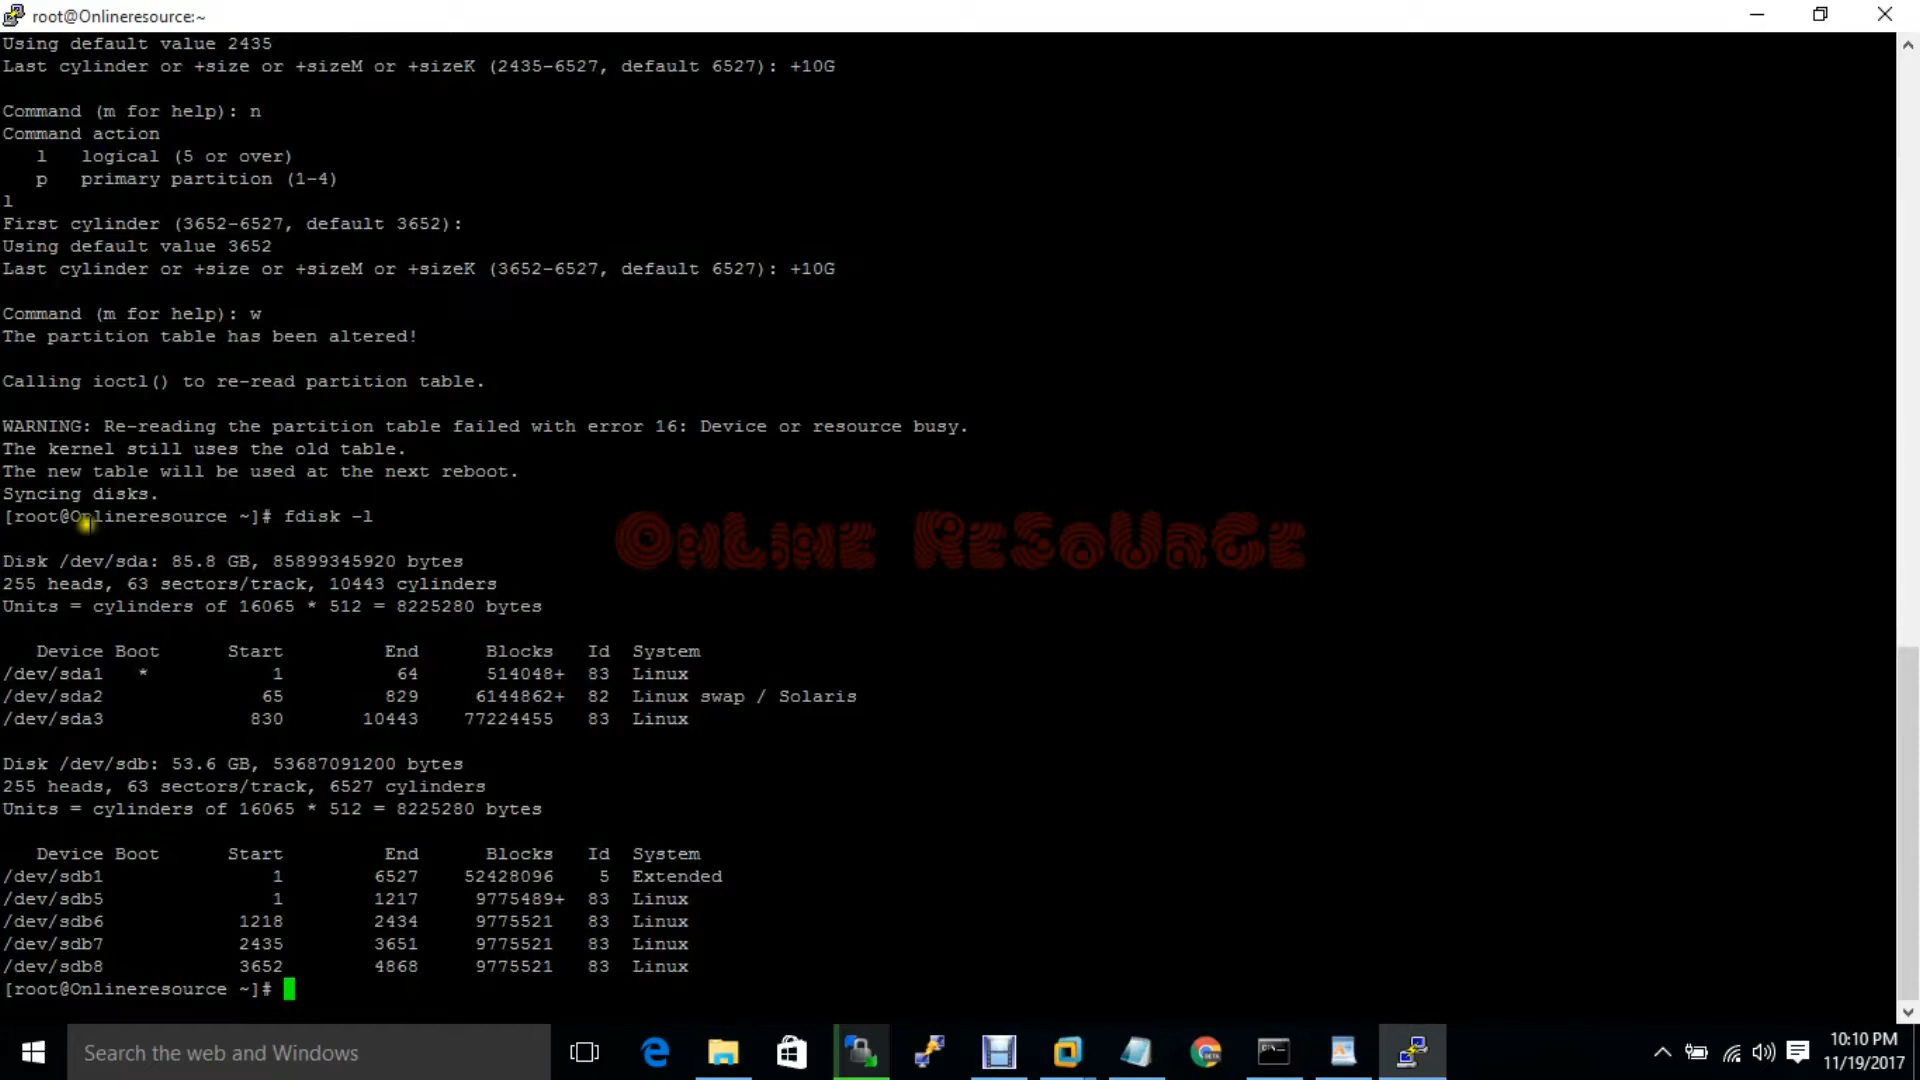 root@Onlineresource:~
Using default value 2435
Last cylinder or +size or +sizeM or +sizeK (2435-6527, default 6527): +10G
Command (m for help): n
Command action
l   logical (5 or over)
p   primary partition (1-4)
l
First cylinder (3652-6527, default 3652):
Using default value 3652
Last cylinder or +size or +sizeM or +sizeK (3652-6527, default 6527): +10G
Command (m for help): w
The partition table has been altered!
Calling ioctl() to re-read partition table.
WARNING: Re-reading the partition table failed with error 16: Device or resource busy.
The kernel still uses the old table.
The new table will be used at the next reboot.
Syncing disks.
[root@Onlineresource ~]# fdisk -l
OnLiNE ReSoUrGE
Disk /dev/sda: 85.8 GB, 85899345920 bytes
255 heads, 63 sectors/track, 10443 cylinders
Units = cylinders of 16065 * 512 = 8225280 bytes
Device Boot      Start         End      Blocks   Id  System
/dev/sda1   *           1          64      514048+  83  Linux
/dev/sda2              65         829     6144862+  82  Linux swap / Solaris
/dev/sda3             830       10443    77224455   83  Linux
Disk /dev/sdb: 53.6 GB, 53687091200 bytes
255 heads, 63 sectors/track, 6527 cylinders
Units = cylinders of 16065 * 512 = 8225280 bytes
Device Boot      Start         End      Blocks   Id  System
/dev/sdb1               1        6527    52428096    5  Extended
/dev/sdb5               1        1217     9775489+  83  Linux
/dev/sdb6            1218        2434     9775521   83  Linux
/dev/sdb7            2435        3651     9775521   83  Linux
/dev/sdb8            3652        4868     9775521   83  Linux
[root@Onlineresource ~]#
Search the web and Windows
10:10 PM
11/19/2017